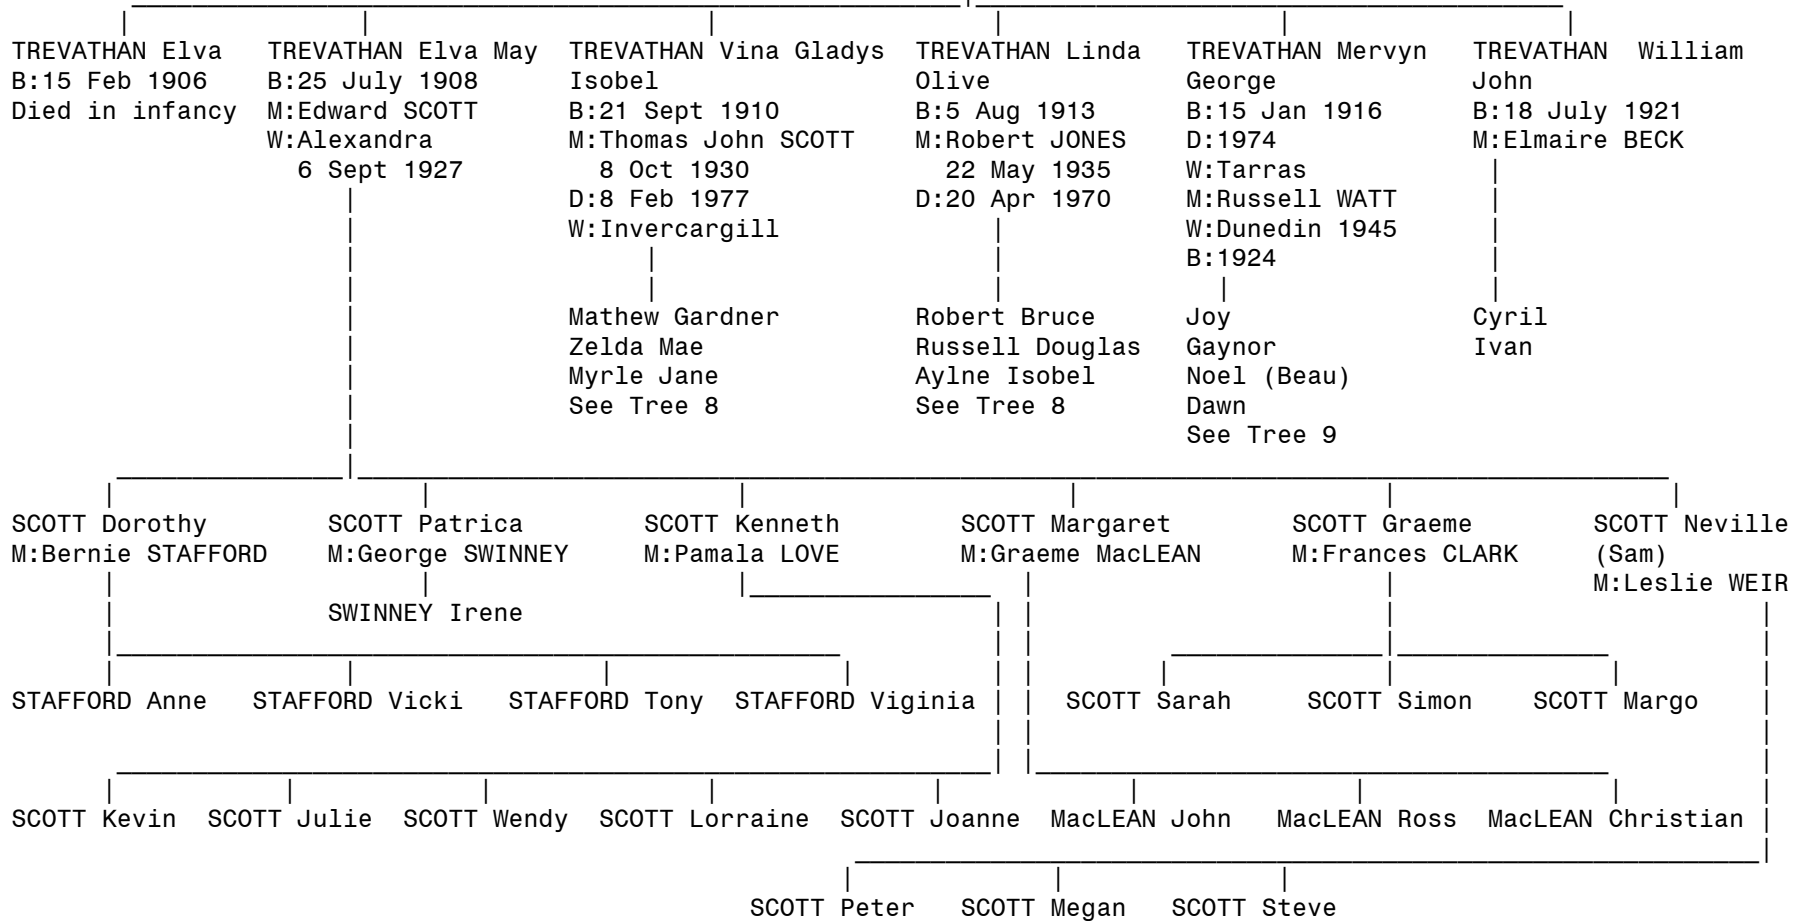 TREVATHAN Elva TREVATHAN Elva May TREVATHAN Vina Gladys TREVATHAN Linda TREVATHAN Mervyn TREVATHAN William
B:15 Feb 1906 B:25 July 1908 Isobel Olive George John
Died in infancy M:Edward SCOTT B:21 Sept 1910 B:5 Aug 1913 B:15 Jan 1916 B:18 July 1921
W:Alexandra M:Thomas John SCOTT M:Robert JONES D:1974 M:Elmaire BECK
6 Sept 1927 8 Oct 1930 22 May 1935 W:Tarras
D:8 Feb 1977 D:20 Apr 1970 M:Russell WATT
W:Invercargill W:Dunedin 1945
B:1924
Mathew Gardner Robert Bruce Joy Cyril
Zelda Mae Russell Douglas Gaynor Ivan
Myrle Jane Aylne Isobel Noel (Beau)
See Tree 8 See Tree 8 Dawn
See Tree 9
SCOTT Dorothy SCOTT Patrica SCOTT Kenneth SCOTT Margaret SCOTT Graeme SCOTT Neville
M:Bernie STAFFORD M:George SWINNEY M:Pamala LOVE M:Graeme MacLEAN M:Frances CLARK (Sam)
M:Leslie WEIR
SWINNEY Irene
STAFFORD Anne STAFFORD Vicki STAFFORD Tony STAFFORD Viginia SCOTT Sarah SCOTT Simon SCOTT Margo
SCOTT Kevin SCOTT Julie SCOTT Wendy SCOTT Lorraine SCOTT Joanne MacLEAN John MacLEAN Ross MacLEAN Christian
SCOTT Peter SCOTT Megan SCOTT Steve